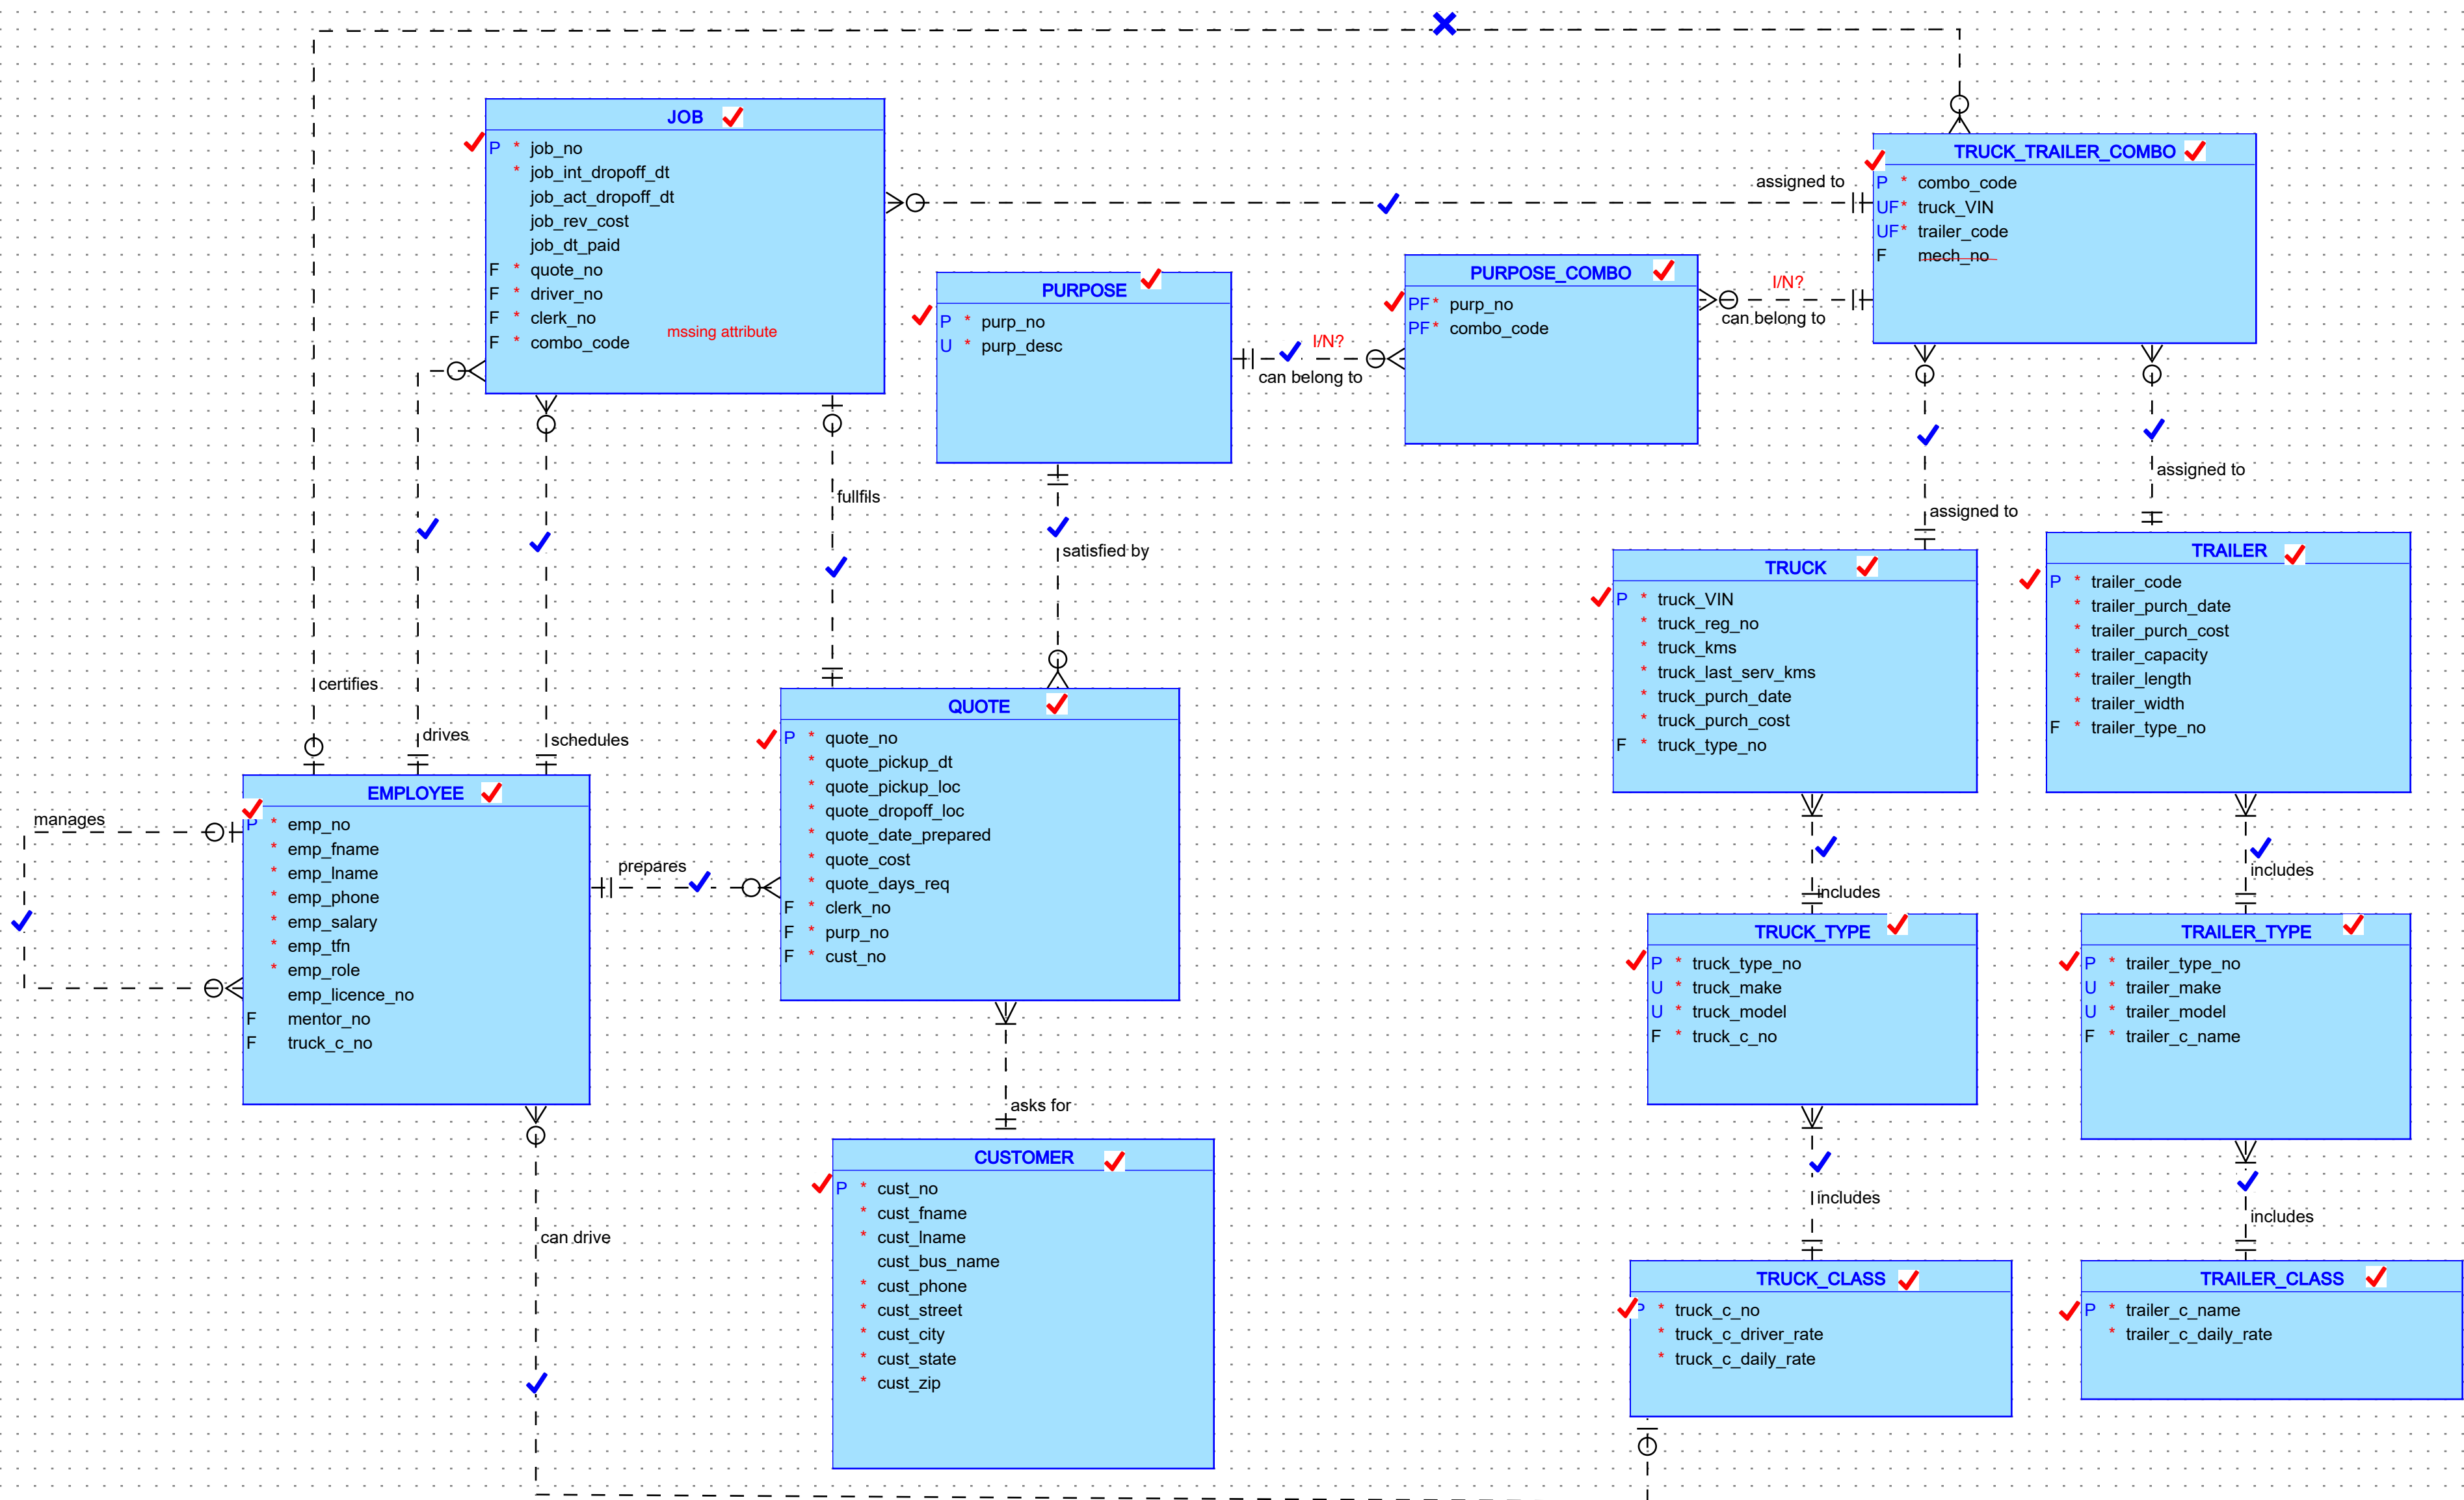 JOB
P * job_no
* job_int_dropoff_dt
job_act_dropoff_dt
job_rev_cost
job_dt_paid
F * quote_no
F * driver_no
F * clerk_no
F * combo_code
mssing attribute
PURPOSE
P * purp_no
U * purp_desc
I/N?
can belong to
PURPOSE_COMBO
PF* purp_no
PF* combo_code
I/N?
can belong to
assigned to
TRUCK_TRAILER_COMBO
P * combo_code
UF* truck_VIN
UF* trailer_code
F mech_no
fullfils
satisfied by
assigned to
assigned to
certifies
drives
schedules
manages
EMPLOYEE
P * emp_no
* emp_fname
* emp_lname
* emp_phone
* emp_salary
* emp_tfn
* emp_role
emp_licence_no
F mentor_no
F truck_c_no
prepares
QUOTE
P * quote_no
* quote_pickup_dt
* quote_pickup_loc
* quote_dropoff_loc
* quote_date_prepared
* quote_cost
* quote_days_req
F * clerk_no
F * purp_no
F * cust_no
TRUCK
P * truck_VIN
* truck_reg_no
* truck_kms
* truck_last_serv_kms
* truck_purch_date
* truck_purch_cost
F * truck_type_no
TRAILER
P * trailer_code
* trailer_purch_date
* trailer_purch_cost
* trailer_capacity
* trailer_length
* trailer_width
F * trailer_type_no
includes
includes
TRUCK_TYPE
P * truck_type_no
U * truck_make
U * truck_model
F * truck_c_no
TRAILER_TYPE
P * trailer_type_no
U * trailer_make
U * trailer_model
F * trailer_c_name
asks for
can drive
CUSTOMER
P * cust_no
* cust_fname
* cust_lname
cust_bus_name
* cust_phone
* cust_street
* cust_city
* cust_state
* cust_zip
includes
includes
TRUCK_CLASS
P * truck_c_no
* truck_c_driver_rate
* truck_c_daily_rate
TRAILER_CLASS
P * trailer_c_name
* trailer_c_daily_rate